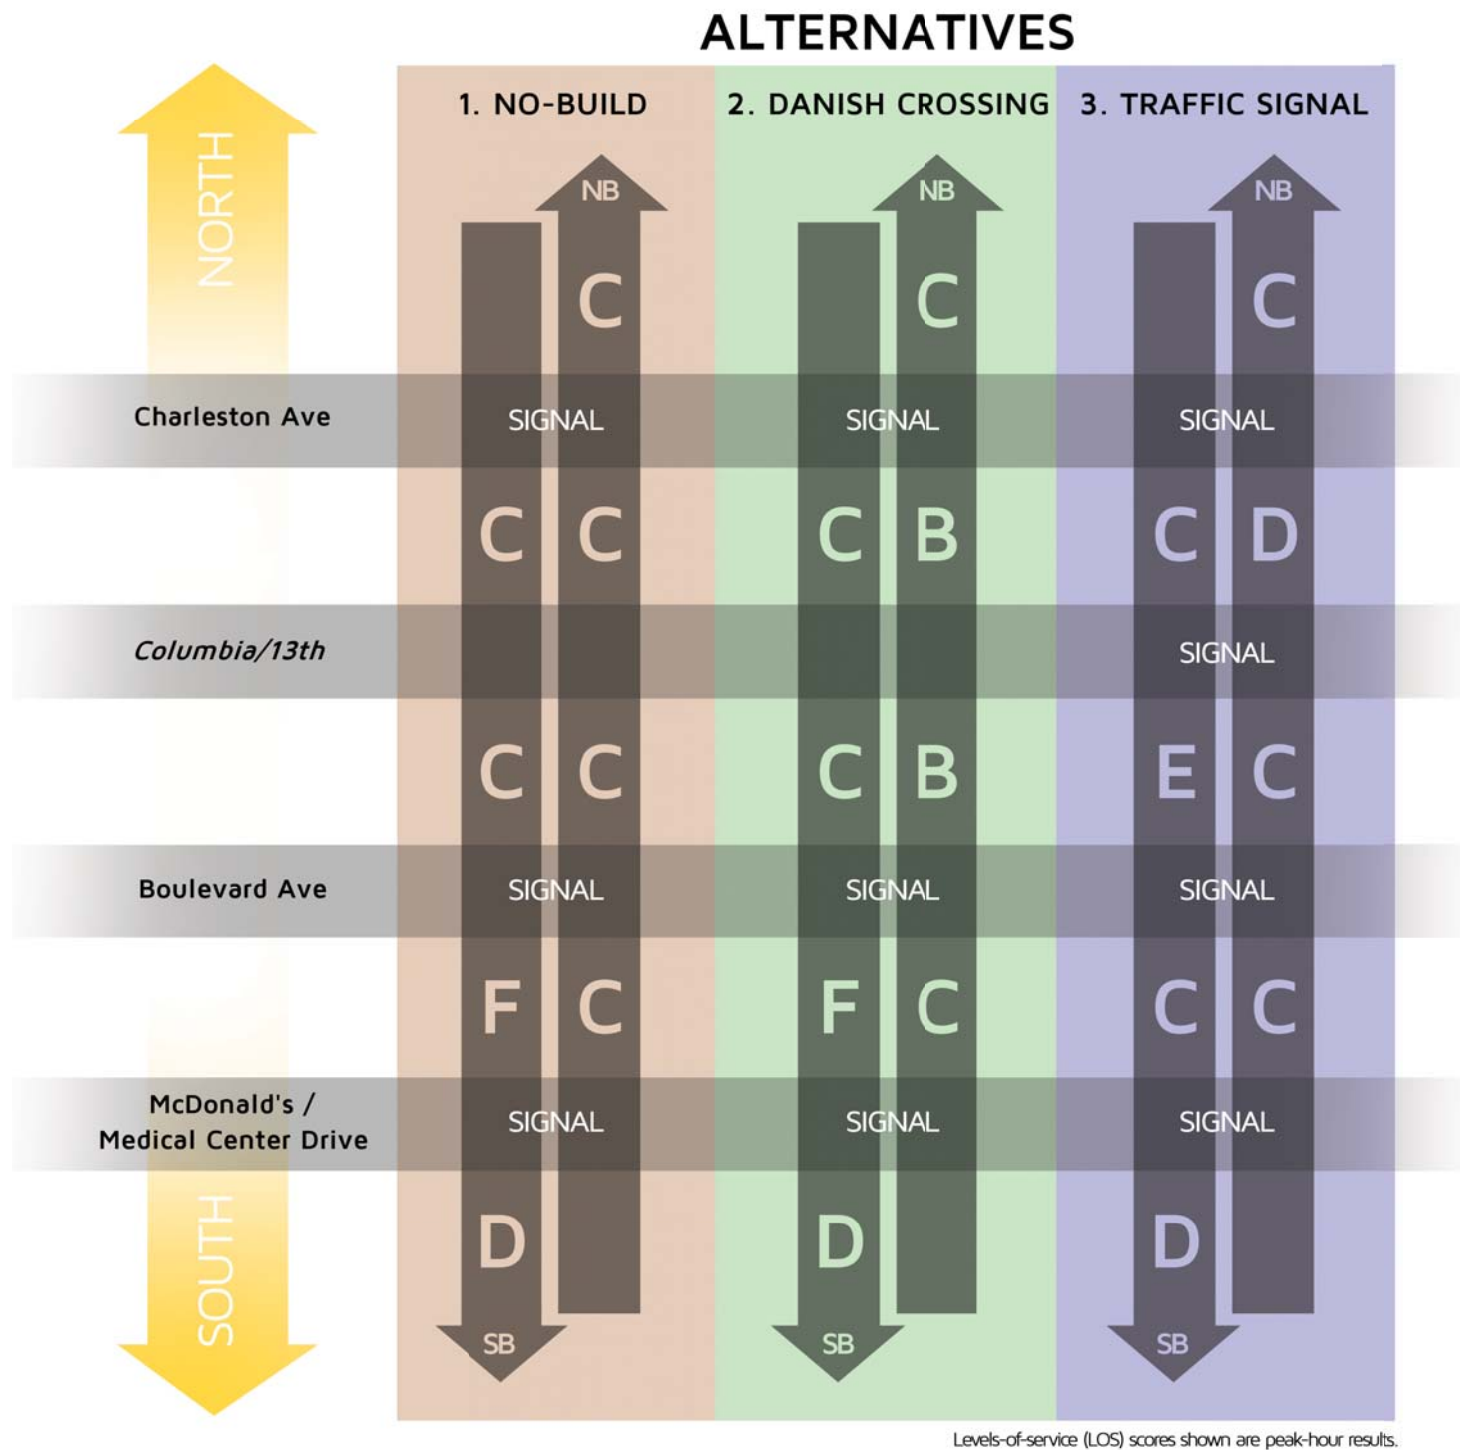 ALTERNATIVES
1. NO-BUILD 2. DANISH CROSSING 3. TRAFFIC SIGNAL
NORTH
NB NB NB
C C C
Charleston Ave SIGNAL SIGNAL SIGNAL
C C C B C D
Columbia/13th SIGNAL
C C C B E C
Boulevard Ave SIGNAL SIGNAL SIGNAL
F C F C C C
McDonald's /
Medical Center Drive SIGNAL SIGNAL SIGNAL
D D D
SOUTH
SB SB SB
Levels-of-service (LOS) scores shown are peak-hour results.